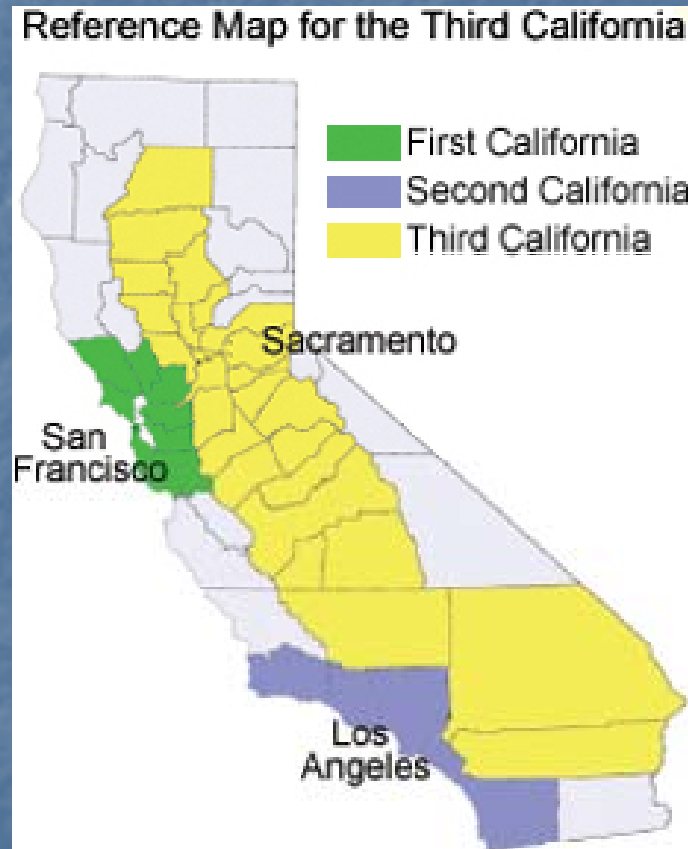 Reference Map for the Third California
First California
Second California
Third California
Sacramento
San
Francisco
Los
Angeles